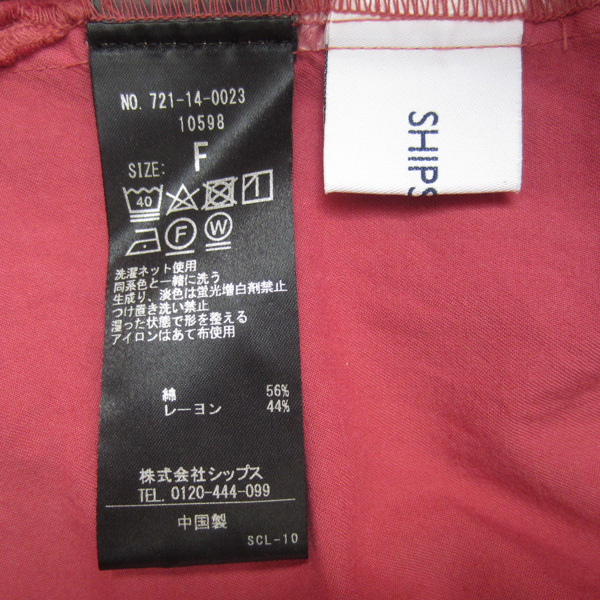 NO. 721-14-0023
10598
SIZE: F
40
F W
洗濯ネット使用
同系色と一緒に洗う
生成り、淡色は蛍光増白剤禁止
つけ置き洗い禁止
湿った状態で形を整える
アイロンはあて布使用
綿 56%
レーヨン 44%
株式会社シップス
TEL. 0120-444-099
中国製
SCL-10
SHIPS